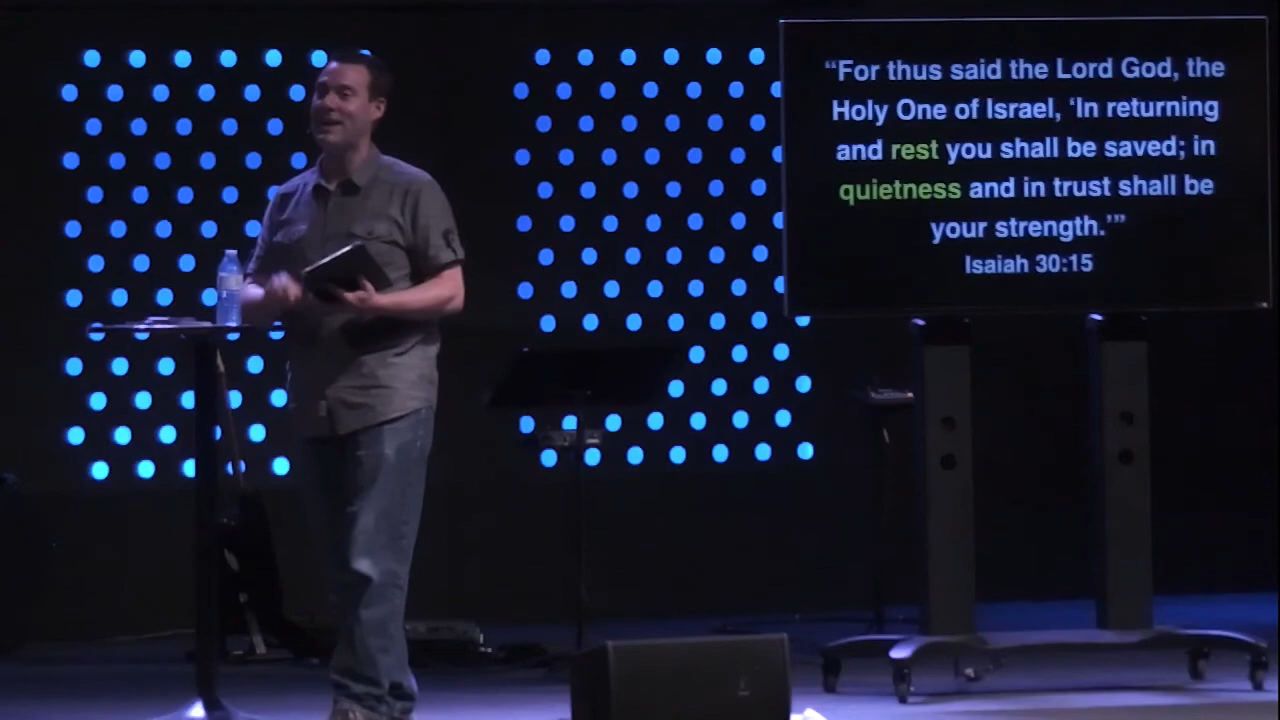 “For thus said the Lord God, the
Holy One of Israel, ‘In returning
and rest you shall be saved; in
quietness and in trust shall be
your strength.’”
Isaiah 30:15